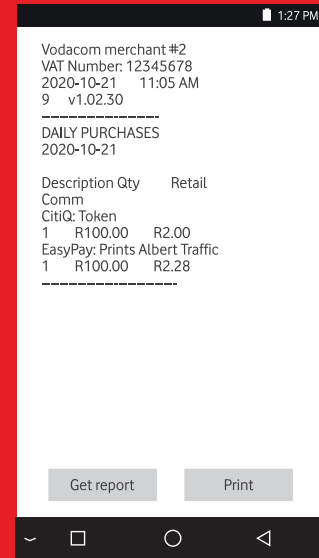 1:27 PM
Vodacom merchant #2
VAT Number: 12345678
2020-10-21 11:05 AM
9 v1.02.30
-------------------
DAILY PURCHASES
2020-10-21
Description Qty Retail
Comm
CitiQ: Token
1 R100.00 R2.00
EasyPay: Prints Albert Traffic
1 R100.00 R2.28
----------------------
Get report Print